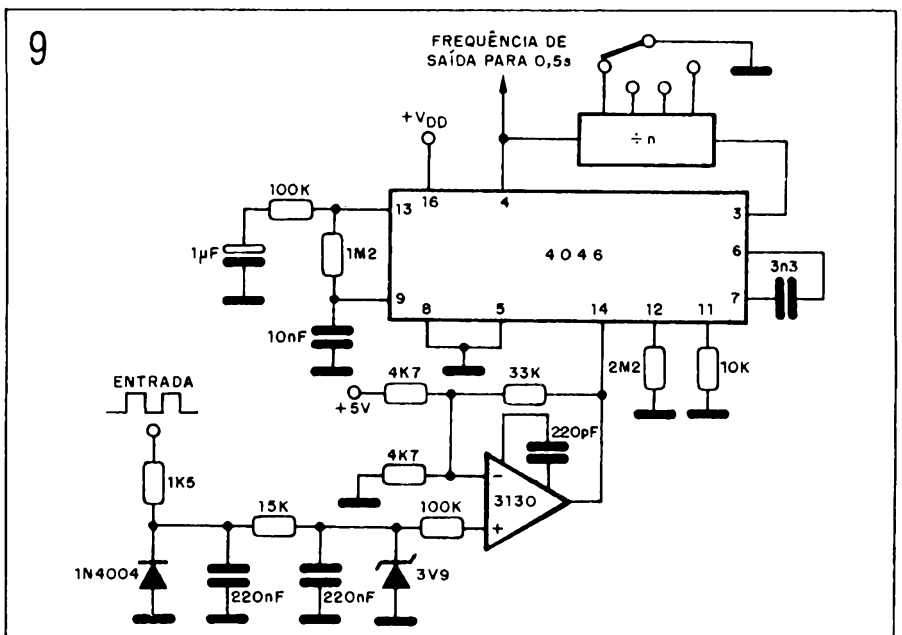 9
FREQUÊNCIA DE
SAÍDA PARA 0,5s
+VDD
÷n
100K
13
16
4
3
1µF
1M2
4046
6
3n3
9
7
8
5
14
12
11
10nF
2M2
10K
ENTRADA
4K7
33K
+5V
220pF
4K7
1K5
-
3130
15K
100K
+
1N4004
220nF
220nF
3V9